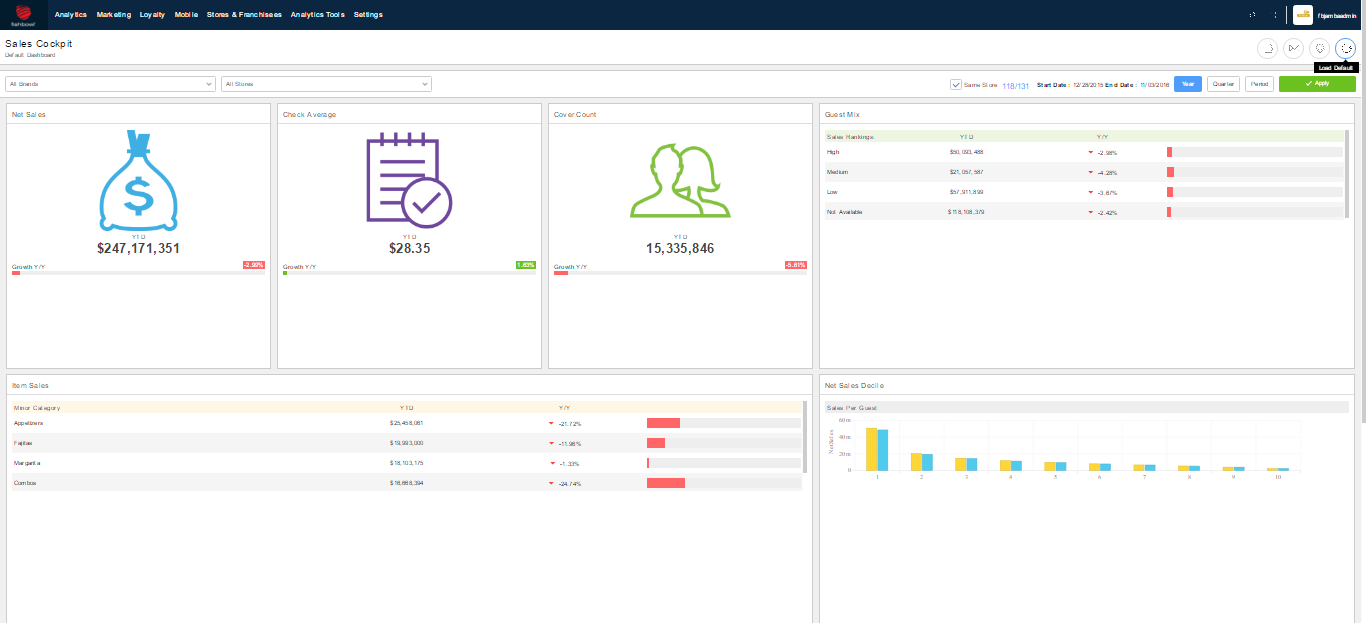 fishbowl
Analytics Marketing Loyalty Mobile Stores & Franchisees Analytics Tools Settings
Sales Cockpit
Default Dashboard
Load Default
All Brands All Stores Same Store 118/131 Start Date : 12/28/2015 End Date : 11/03/2016 Year Quarter Period Apply
Net Sales Check Average Cover Count Guest Mix
Sales Rankings YTD Y/Y
High $50,093,488 -2.98%
Medium $21,057,587 -4.28%
Low $57,911,899 -3.67%
Not Available $118,108,379 -2.42%
YTD YTD YTD
$247,171,351 $28.35 15,335,846
Growth Y/Y -2.99% Growth Y/Y 1.63% Growth Y/Y -5.61%
Item Sales Net Sales Decile
Minor Category YTD Y/Y
Appetizers $25,458,061 -21.72%
Fajitas $19,993,000 -11.96%
Margarita $18,103,175 -1.33%
Combos $16,668,394 -24.74%
Sales Per Guest
Net Sales
60m
40m
20m
0
1 2 3 4 5 6 7 8 9 10